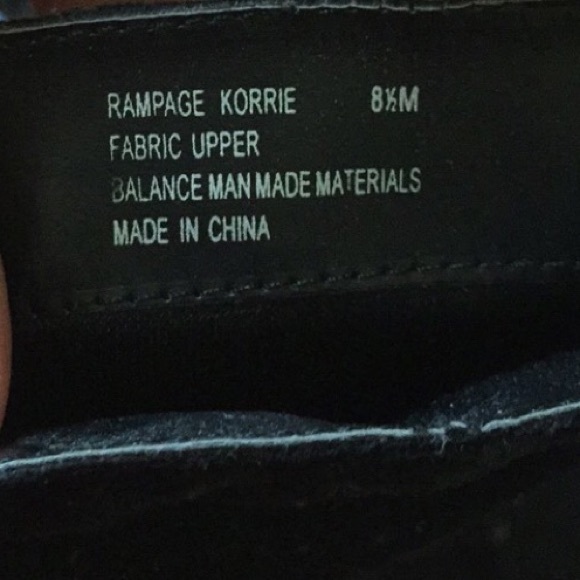 RAMPAGE KORRIE 8½M
FABRIC UPPER
BALANCE MAN MADE MATERIALS
MADE IN CHINA